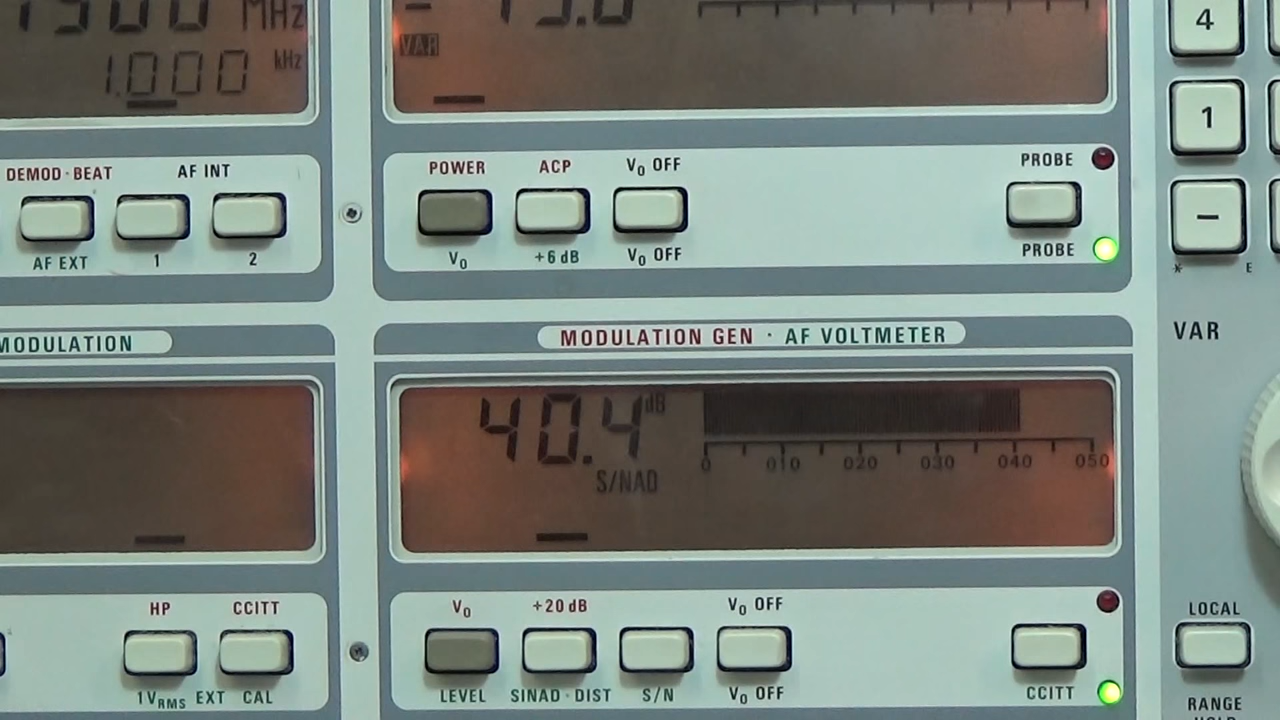 MHz
1.000 kHz
VAR
DEMOD·BEAT AF INT
AF EXT 1 2
POWER ACP V₀ OFF PROBE
V₀ +6 dB V₀ OFF PROBE
4
1
−
* E
VAR
MODULATION
MODULATION GEN · AF VOLTMETER
40.4 dB
S/NAD
0 010 020 030 040 050
HP CCITT
1VRMS EXT CAL
V₀ +20 dB V₀ OFF
LEVEL SINAD·DIST S/N V₀ OFF CCITT
LOCAL
RANGE
HOLD